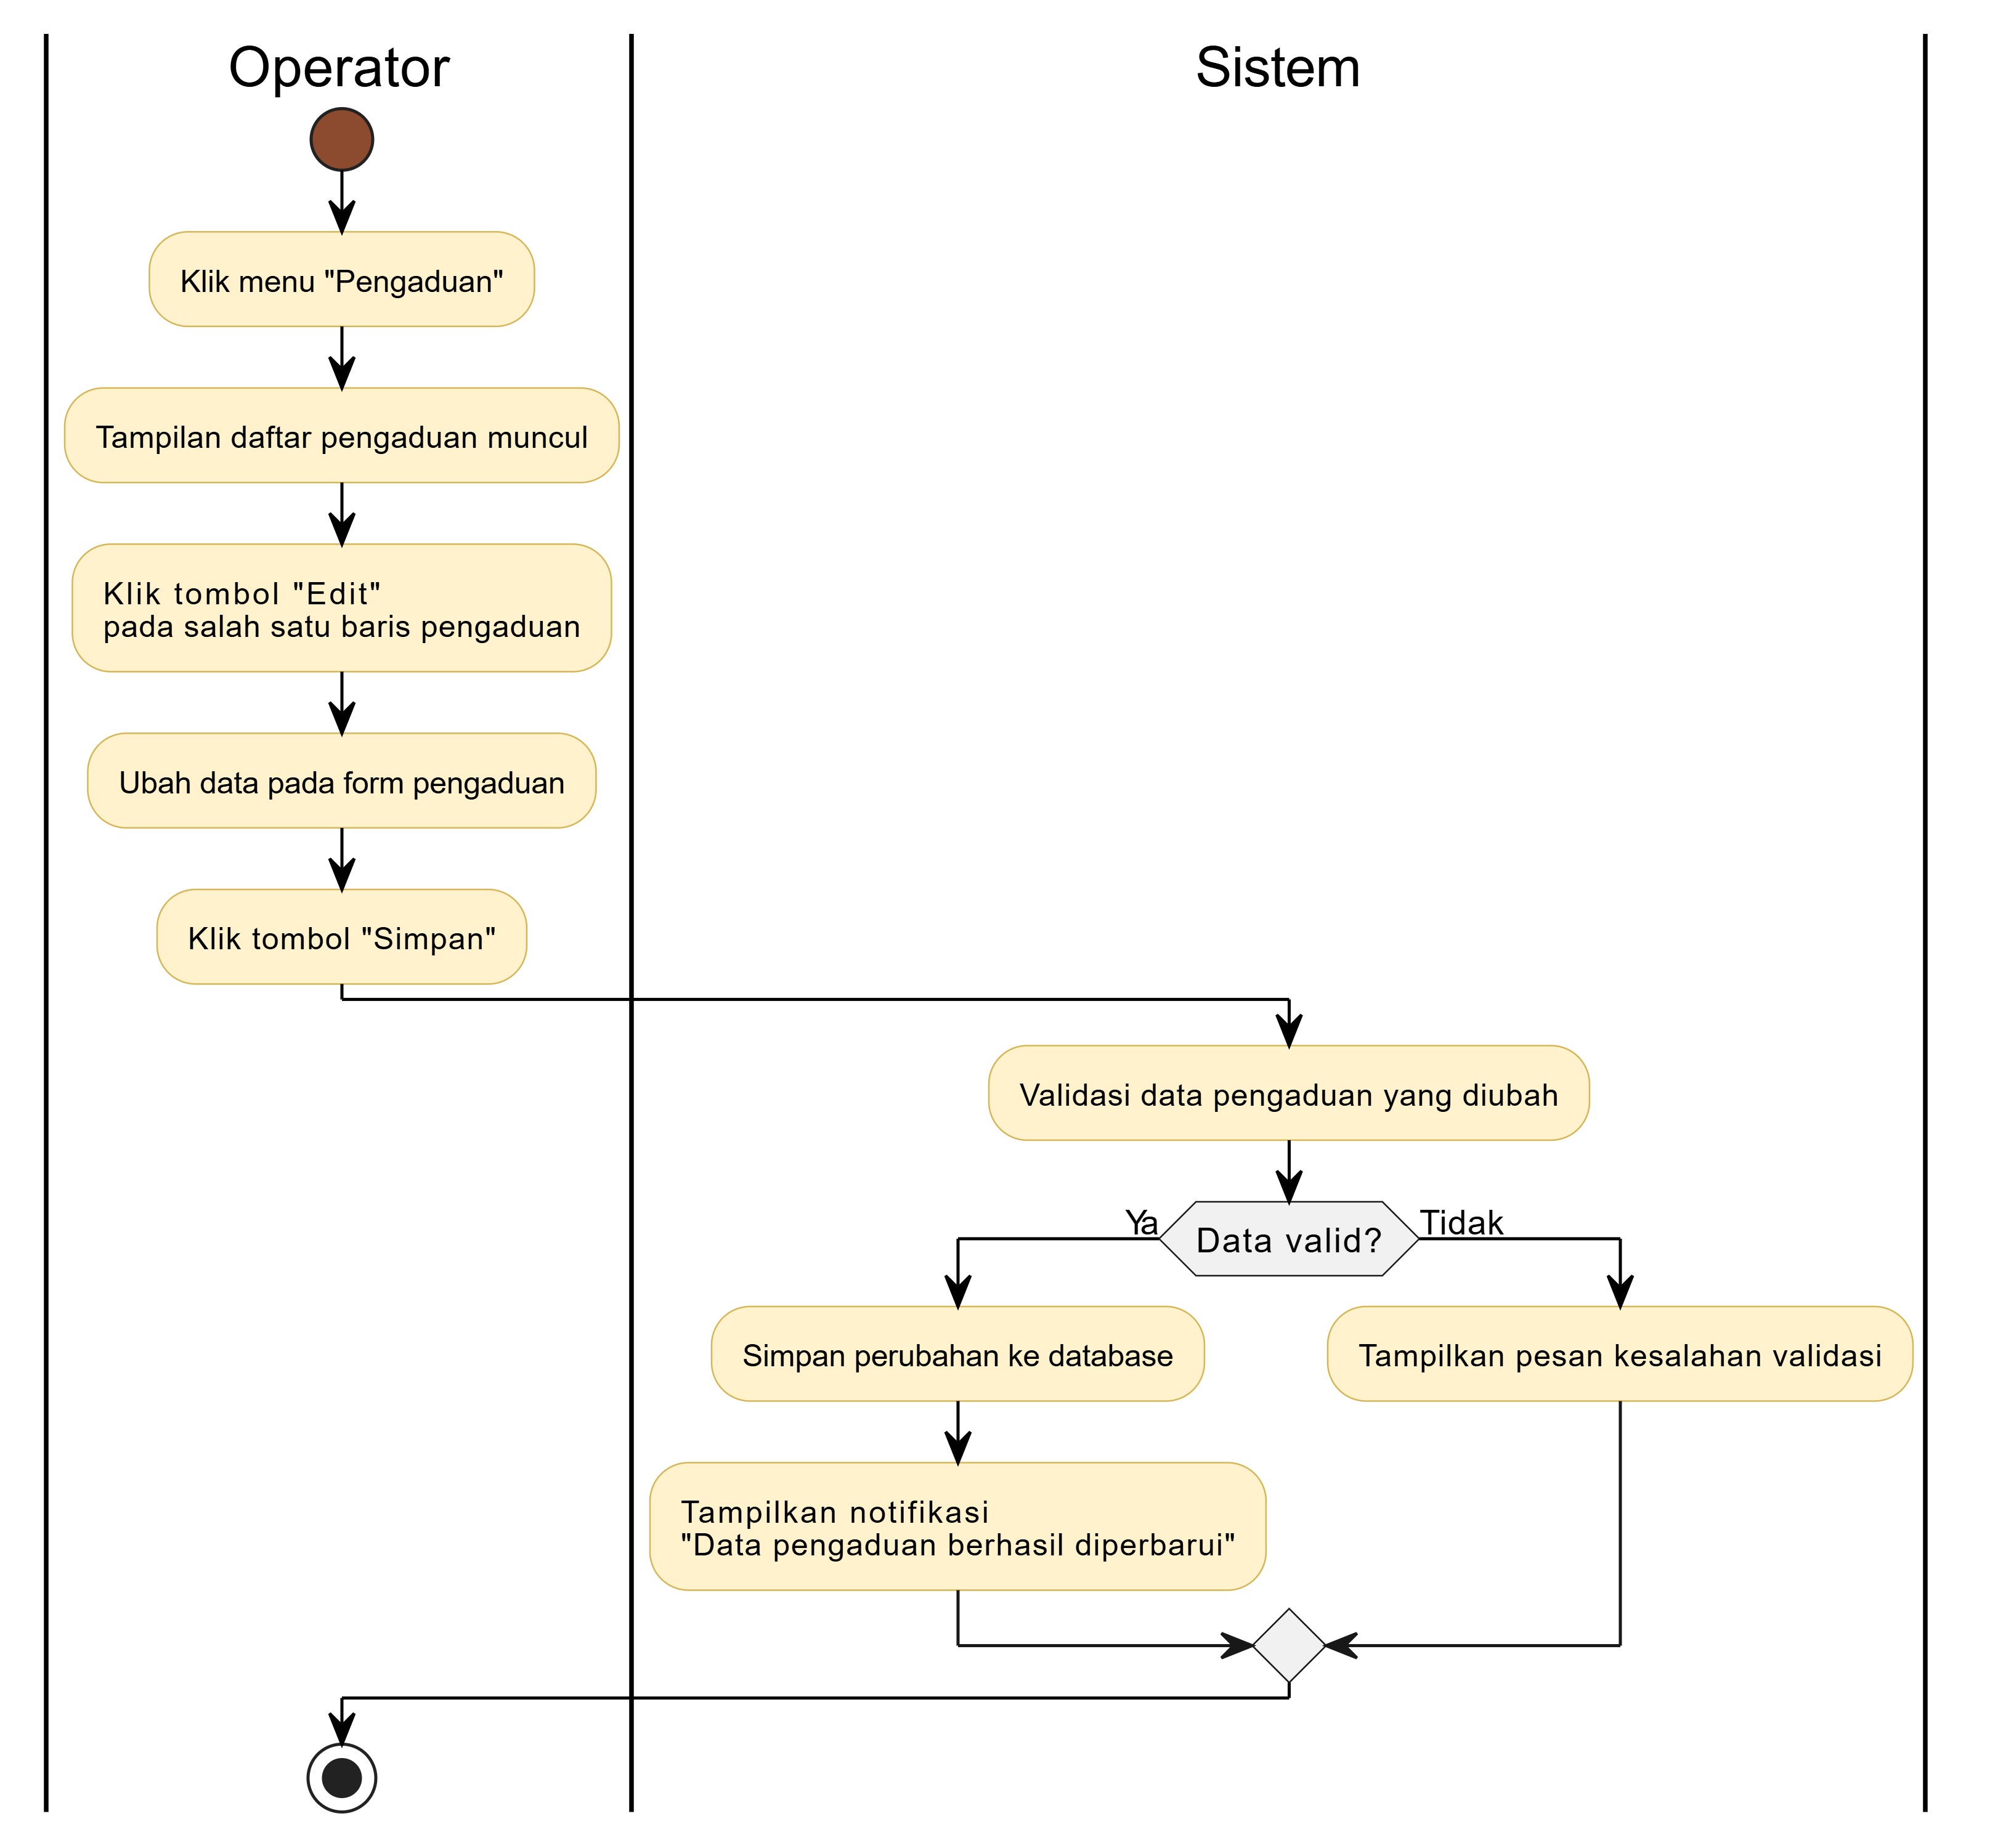 Operator
Sistem
Klik menu "Pengaduan"
Tampilan daftar pengaduan muncul
Klik tombol "Edit"
pada salah satu baris pengaduan
Ubah data pada form pengaduan
Klik tombol "Simpan"
Validasi data pengaduan yang diubah
Ya
Data valid?
Tidak
Simpan perubahan ke database
Tampilkan pesan kesalahan validasi
Tampilkan notifikasi
"Data pengaduan berhasil diperbarui"